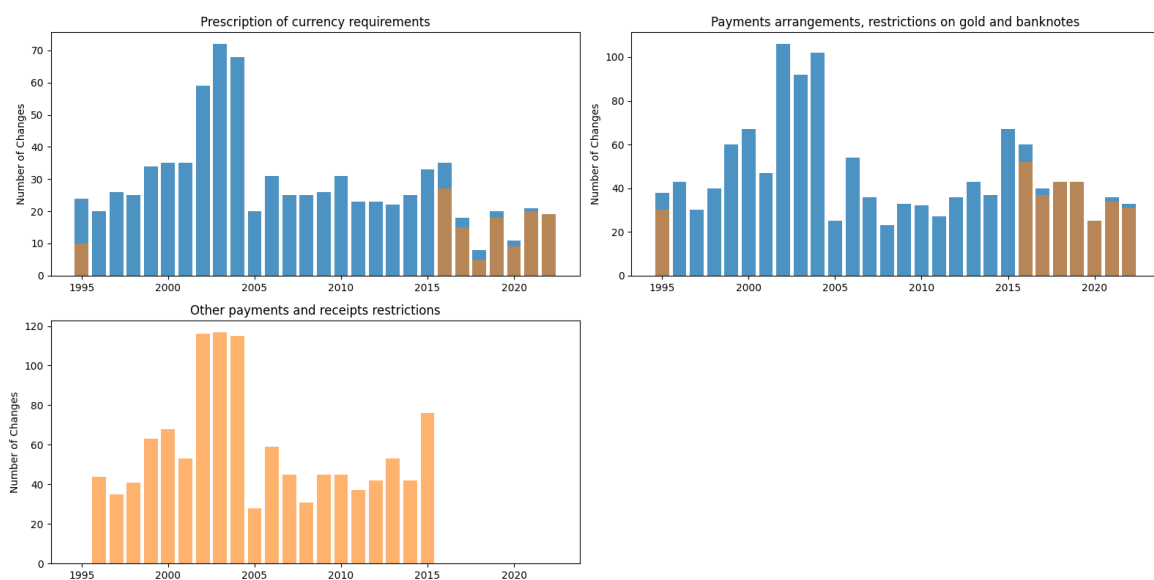 Prescription of currency requirements
Number of Changes
70
60
50
40
30
20
10
0
1995 2000 2005 2010 2015 2020
Payments arrangements, restrictions on gold and banknotes
Number of Changes
100
80
60
40
20
0
1995 2000 2005 2010 2015 2020
Other payments and receipts restrictions
Number of Changes
120
100
80
60
40
20
0
1995 2000 2005 2010 2015 2020